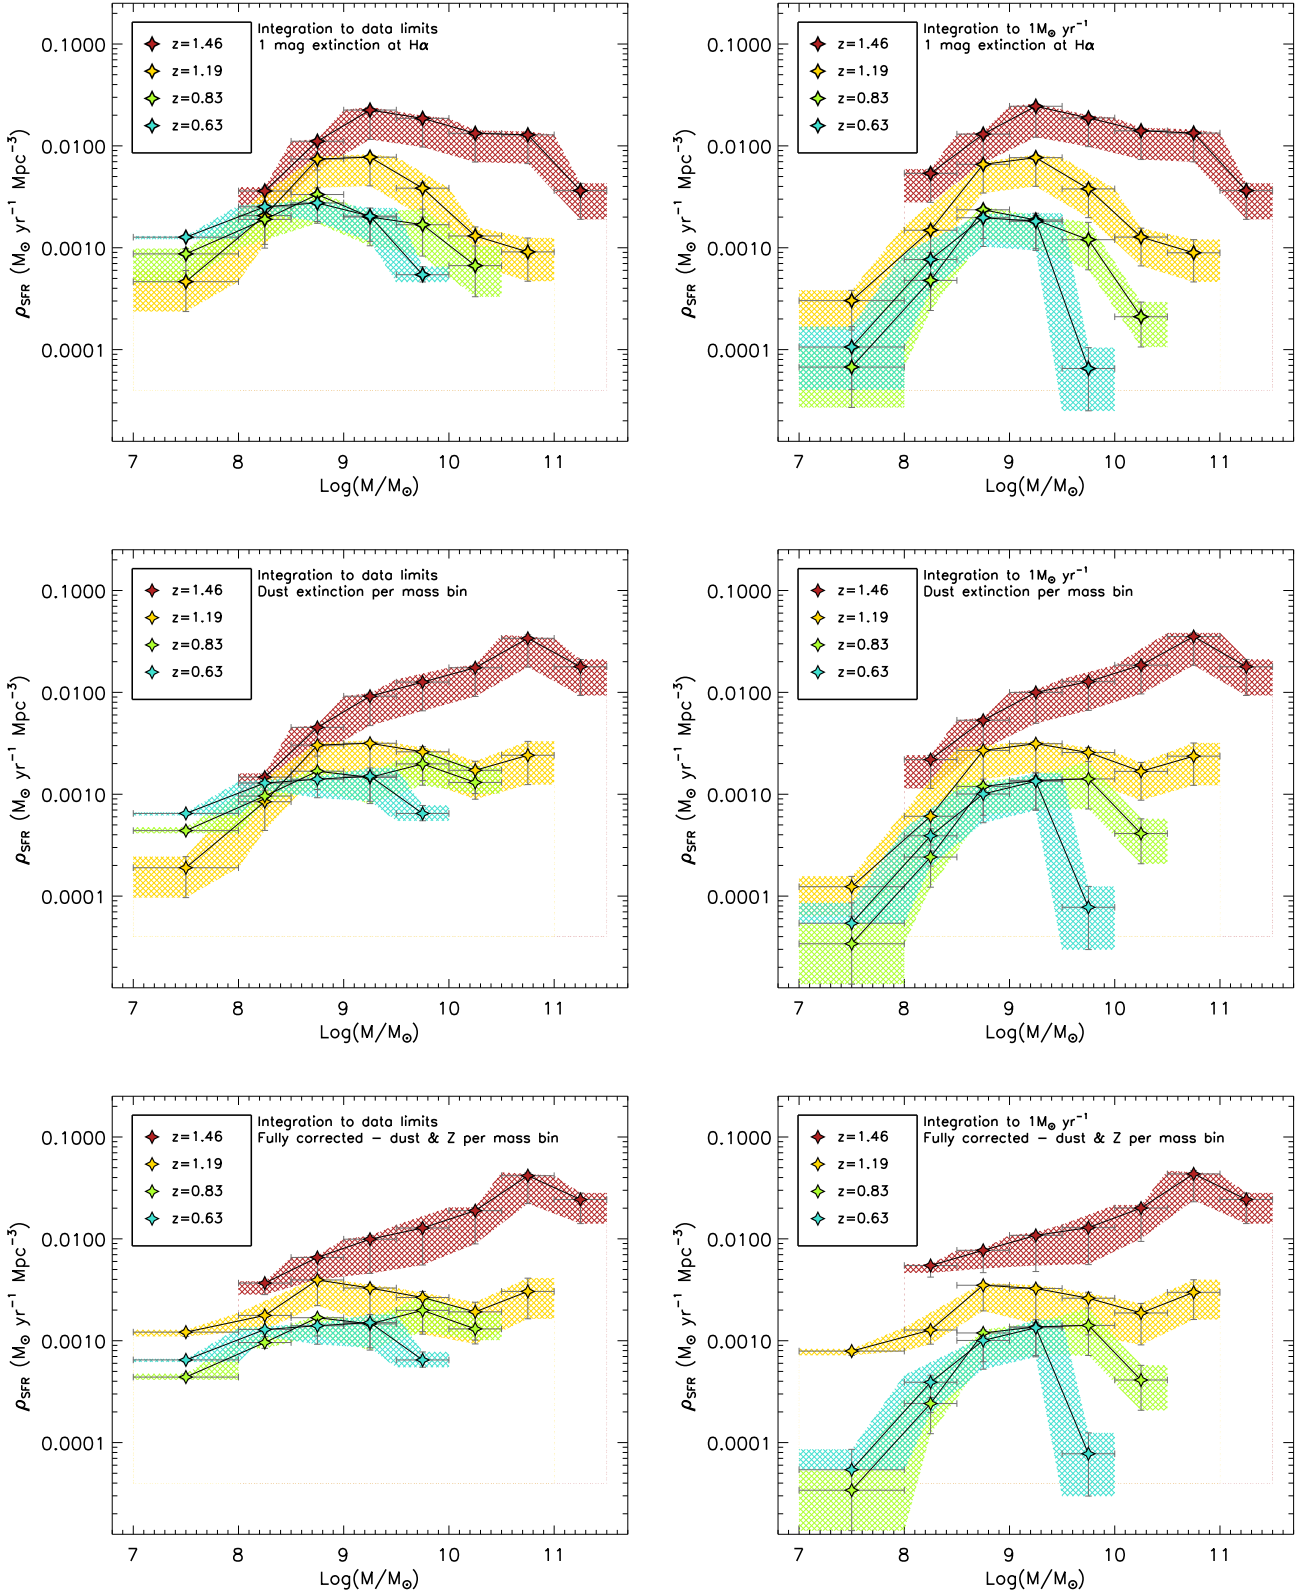 Integration to data limits
1 mag extinction at Hα
z=1.46
z=1.19
z=0.83
z=0.63
0.1000
0.0100
0.0010
0.0001
ρSFR (M⊙ yr⁻¹ Mpc⁻³)
7 8 9 10 11
Log(M/M⊙)
Integration to 1M⊙ yr⁻¹
1 mag extinction at Hα
z=1.46
z=1.19
z=0.83
z=0.63
0.1000
0.0100
0.0010
0.0001
ρSFR (M⊙ yr⁻¹ Mpc⁻³)
7 8 9 10 11
Log(M/M⊙)
Integration to data limits
Dust extinction per mass bin
z=1.46
z=1.19
z=0.83
z=0.63
0.1000
0.0100
0.0010
0.0001
ρSFR (M⊙ yr⁻¹ Mpc⁻³)
7 8 9 10 11
Log(M/M⊙)
Integration to 1M⊙ yr⁻¹
Dust extinction per mass bin
z=1.46
z=1.19
z=0.83
z=0.63
0.1000
0.0100
0.0010
0.0001
ρSFR (M⊙ yr⁻¹ Mpc⁻³)
7 8 9 10 11
Log(M/M⊙)
Integration to data limits
Fully corrected – dust & Z per mass bin
z=1.46
z=1.19
z=0.83
z=0.63
0.1000
0.0100
0.0010
0.0001
ρSFR (M⊙ yr⁻¹ Mpc⁻³)
7 8 9 10 11
Log(M/M⊙)
Integration to 1M⊙ yr⁻¹
Fully corrected – dust & Z per mass bin
z=1.46
z=1.19
z=0.83
z=0.63
0.1000
0.0100
0.0010
0.0001
ρSFR (M⊙ yr⁻¹ Mpc⁻³)
7 8 9 10 11
Log(M/M⊙)